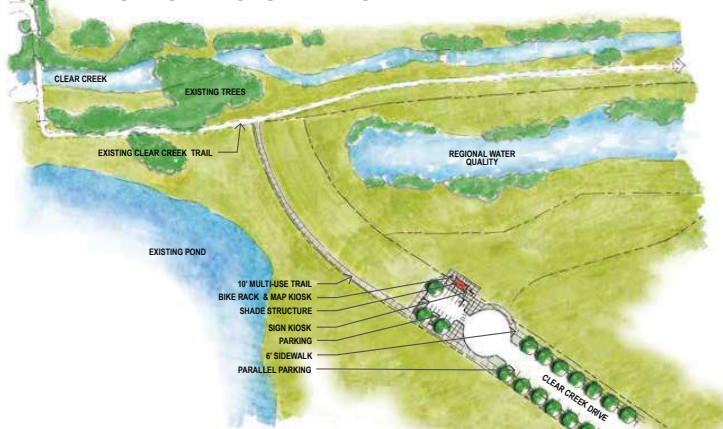 CLEAR CREEK
EXISTING TREES
EXISTING CLEAR CREEK TRAIL
REGIONAL WATER
QUALITY
EXISTING POND
10' MULTI-USE TRAIL
BIKE RACK & MAP KIOSK
SHADE STRUCTURE
SIGN KIOSK
PARKING
6' SIDEWALK
PARALLEL PARKING
CLEAR CREEK DRIVE